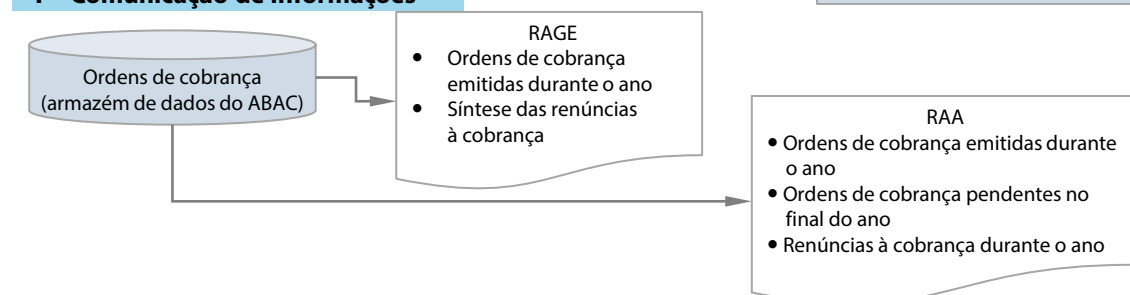 Comunicação de informações
Ordens de cobrança
(armazém de dados do ABAC)
RAGE
• Ordens de cobrança
emitidas durante o ano
• Síntese das renúncias
à cobrança
RAA
• Ordens de cobrança emitidas durante
o ano
• Ordens de cobrança pendentes no
final do ano
• Renúncias à cobrança durante o ano